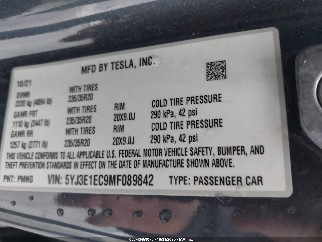 MFD BY TESLA, INC.
10/21
GVWR
2220 kg (4894 lb) WITH TIRES 235/35R20
RIM 20X9.0J
COLD TIRE PRESSURE 290 kPa, 42 psi
GAWR FRT
1110 kg (2447 lb) WITH TIRES 235/35R20
GAWR RR
1257 kg (2771 lb) WITH TIRES 235/35R20
RIM 20X9.0J
COLD TIRE PRESSURE 290 kPa, 42 psi
THIS VEHICLE CONFORMS TO ALL APPLICABLE FEDERAL MOTOR
VEHICLE SAFETY, BUMPER, AND THEFT PREVENTION STANDARDS IN
EFFECT ON THE DATE OF MANUFACTURE SHOWN ABOVE.
PNT: PMNG VIN: 5YJ3E1EC9MF089842 TYPE: PASSENGER CAR